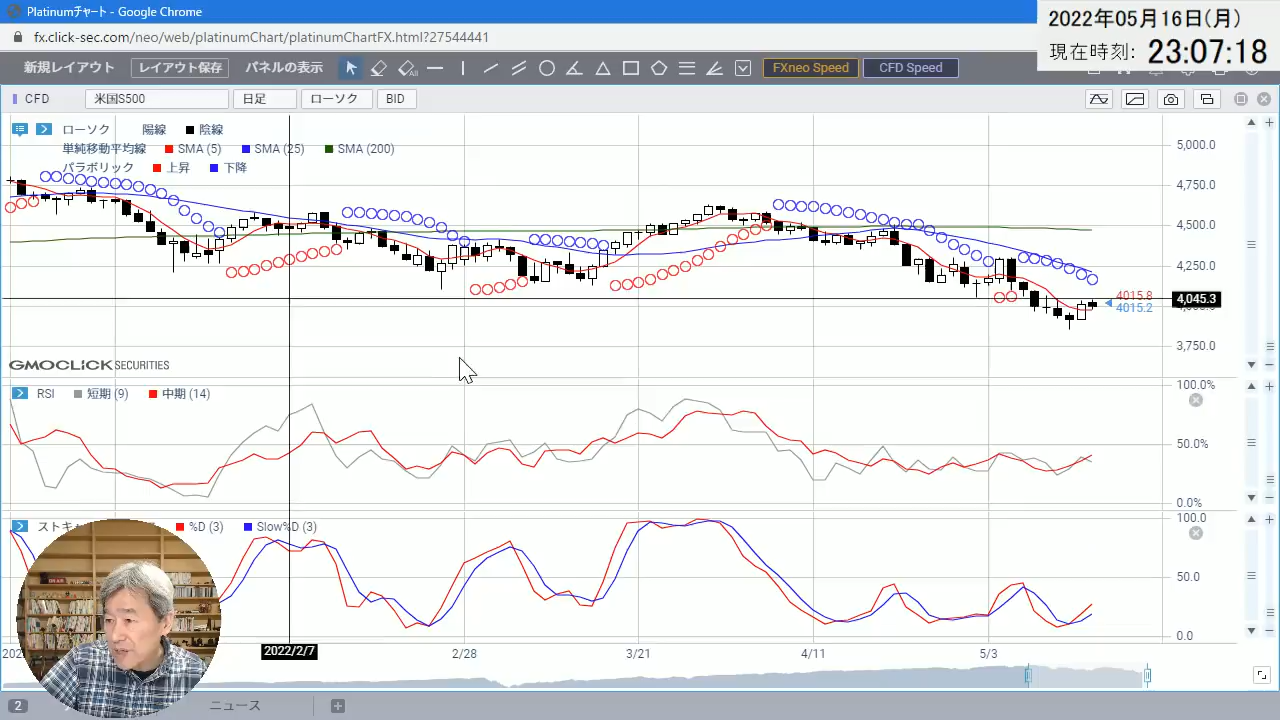 Platinumチャート - Google Chrome
2022年05月16日(月)
現在時刻: 23:07:18
fx.click-sec.com/neo/web/platinumChart/platinumChartFX.html?27544441
新規レイアウト レイアウト保存 パネルの表示 All FXneo Speed CFD Speed
CFD 米国S500 日足 ローソク BID
ローソク 陽線 陰線
単純移動平均線 SMA (5) SMA (25) SMA (200)
パラボリック 上昇 下降
5,000.0
4,750.0
4,500.0
4,250.0
4015.8
4,045.3
4015.2
3,750.0
GMOCLICK SECURITIES
RSI 短期 (9) 中期 (14)
100.0%
50.0%
0.0%
%D (3) Slow%D (3)
100.0
50.0
0.0
2022/2/7 2/28 3/21 4/11 5/3
2 ニュース